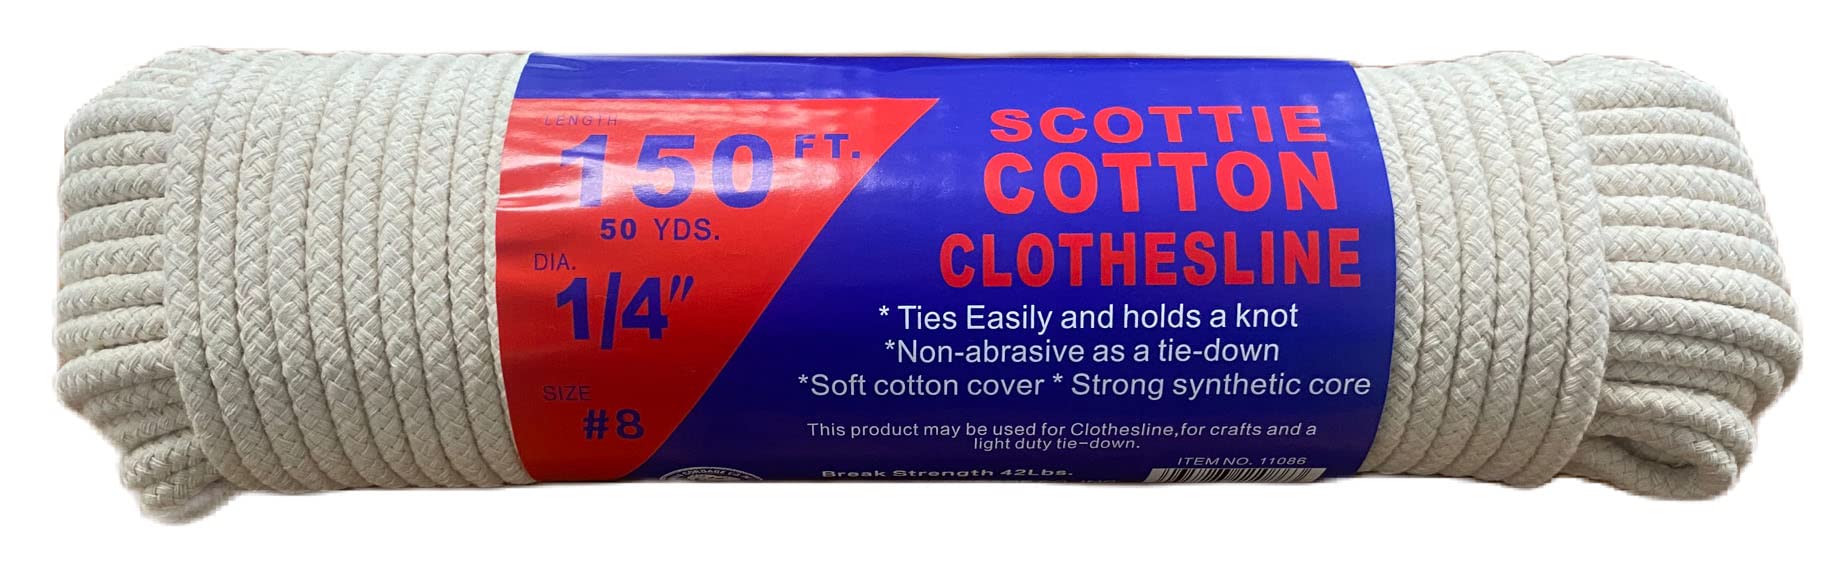 LENGTH
150 FT.
50 YDS.
DIA.
1/4"
SIZE
#8
SCOTTIE
COTTON
CLOTHESLINE
* Ties Easily and holds a knot
*Non-abrasive as a tie-down
*Soft cotton cover * Strong synthetic core
This product may be used for Clothesline,for crafts and a
light duty tie-down.
Break Strength 42Lbs.
ITEM NO. 11086